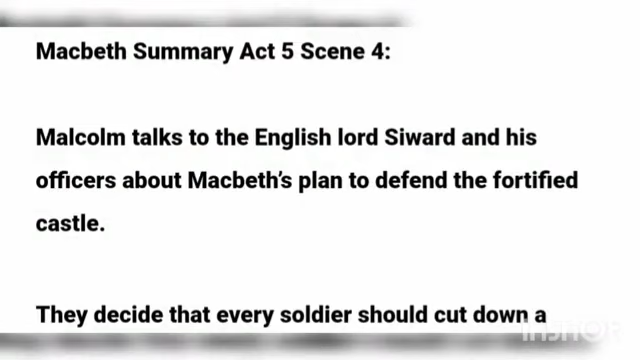 Macbeth Summary Act 5 Scene 4:
Malcolm talks to the English lord Siward and his
officers about Macbeth's plan to defend the fortified
castle.
They decide that every soldier should cut down a
INSHOT